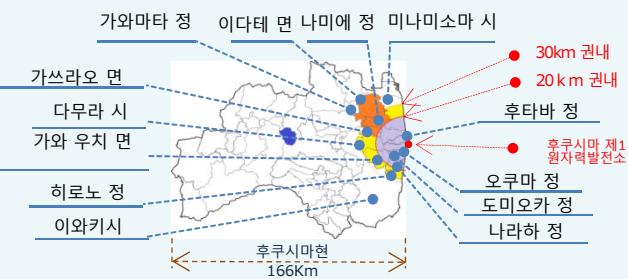 가와마타 정
이다테 면
나미에 정
미나미소마 시
30km 권내
20km 권내
가쓰라오 면
다무라 시
후타바 정
가와 우치 면
후쿠시마 제1
원자력발전소
오쿠마 정
히로노 정
도미오카 정
이와키시
나라하 정
후쿠시마현
166Km